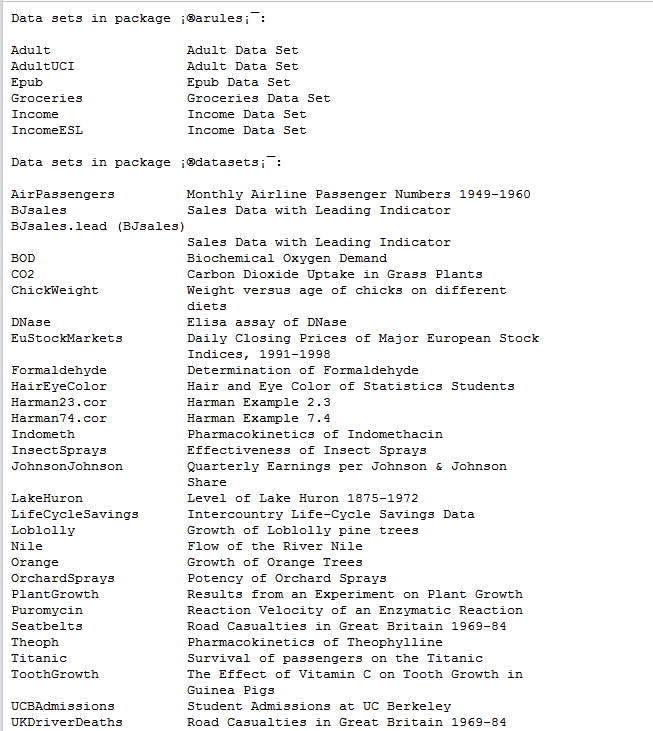 Data sets in package ¡®arules¡¯:
Adult Adult Data Set
AdultUCI Adult Data Set
Epub Epub Data Set
Groceries Groceries Data Set
Income Income Data Set
IncomeESL Income Data Set
Data sets in package ¡®datasets¡¯:
AirPassengers Monthly Airline Passenger Numbers 1949-1960
BJsales Sales Data with Leading Indicator
BJsales.lead (BJsales)
Sales Data with Leading Indicator
BOD Biochemical Oxygen Demand
CO2 Carbon Dioxide Uptake in Grass Plants
ChickWeight Weight versus age of chicks on different
diets
DNase Elisa assay of DNase
EuStockMarkets Daily Closing Prices of Major European Stock
Indices, 1991-1998
Formaldehyde Determination of Formaldehyde
HairEyeColor Hair and Eye Color of Statistics Students
Harman23.cor Harman Example 2.3
Harman74.cor Harman Example 7.4
Indometh Pharmacokinetics of Indomethacin
InsectSprays Effectiveness of Insect Sprays
JohnsonJohnson Quarterly Earnings per Johnson & Johnson
Share
LakeHuron Level of Lake Huron 1875-1972
LifeCycleSavings Intercountry Life-Cycle Savings Data
Loblolly Growth of Loblolly pine trees
Nile Flow of the River Nile
Orange Growth of Orange Trees
OrchardSprays Potency of Orchard Sprays
PlantGrowth Results from an Experiment on Plant Growth
Puromycin Reaction Velocity of an Enzymatic Reaction
Seatbelts Road Casualties in Great Britain 1969-84
Theoph Pharmacokinetics of Theophylline
Titanic Survival of passengers on the Titanic
ToothGrowth The Effect of Vitamin C on Tooth Growth in
Guinea Pigs
UCBAdmissions Student Admissions at UC Berkeley
UKDriverDeaths Road Casualties in Great Britain 1969-84